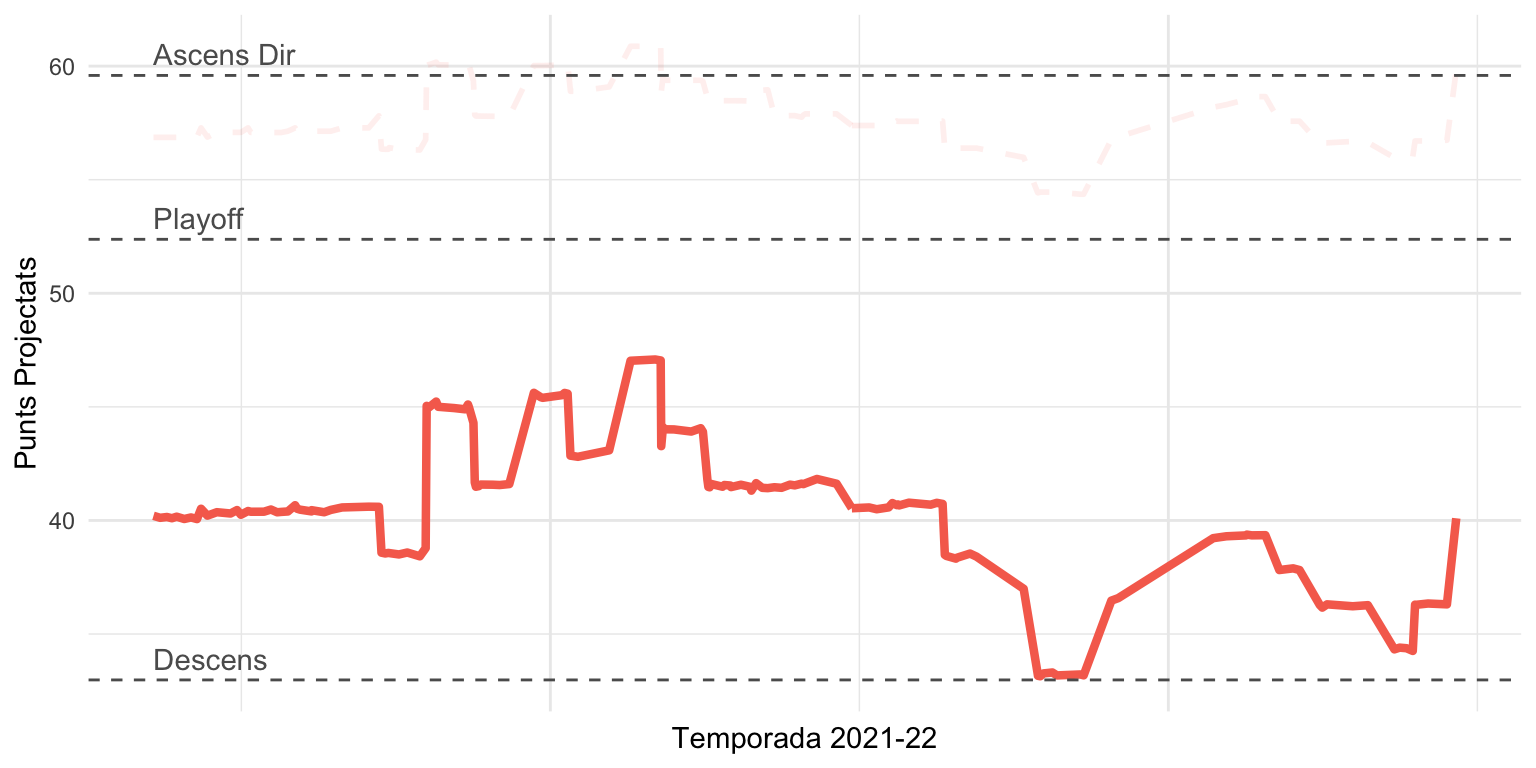 Ascens Dir
60
Playoff
50
Punts Projectats
40
Descens
Temporada 2021-22